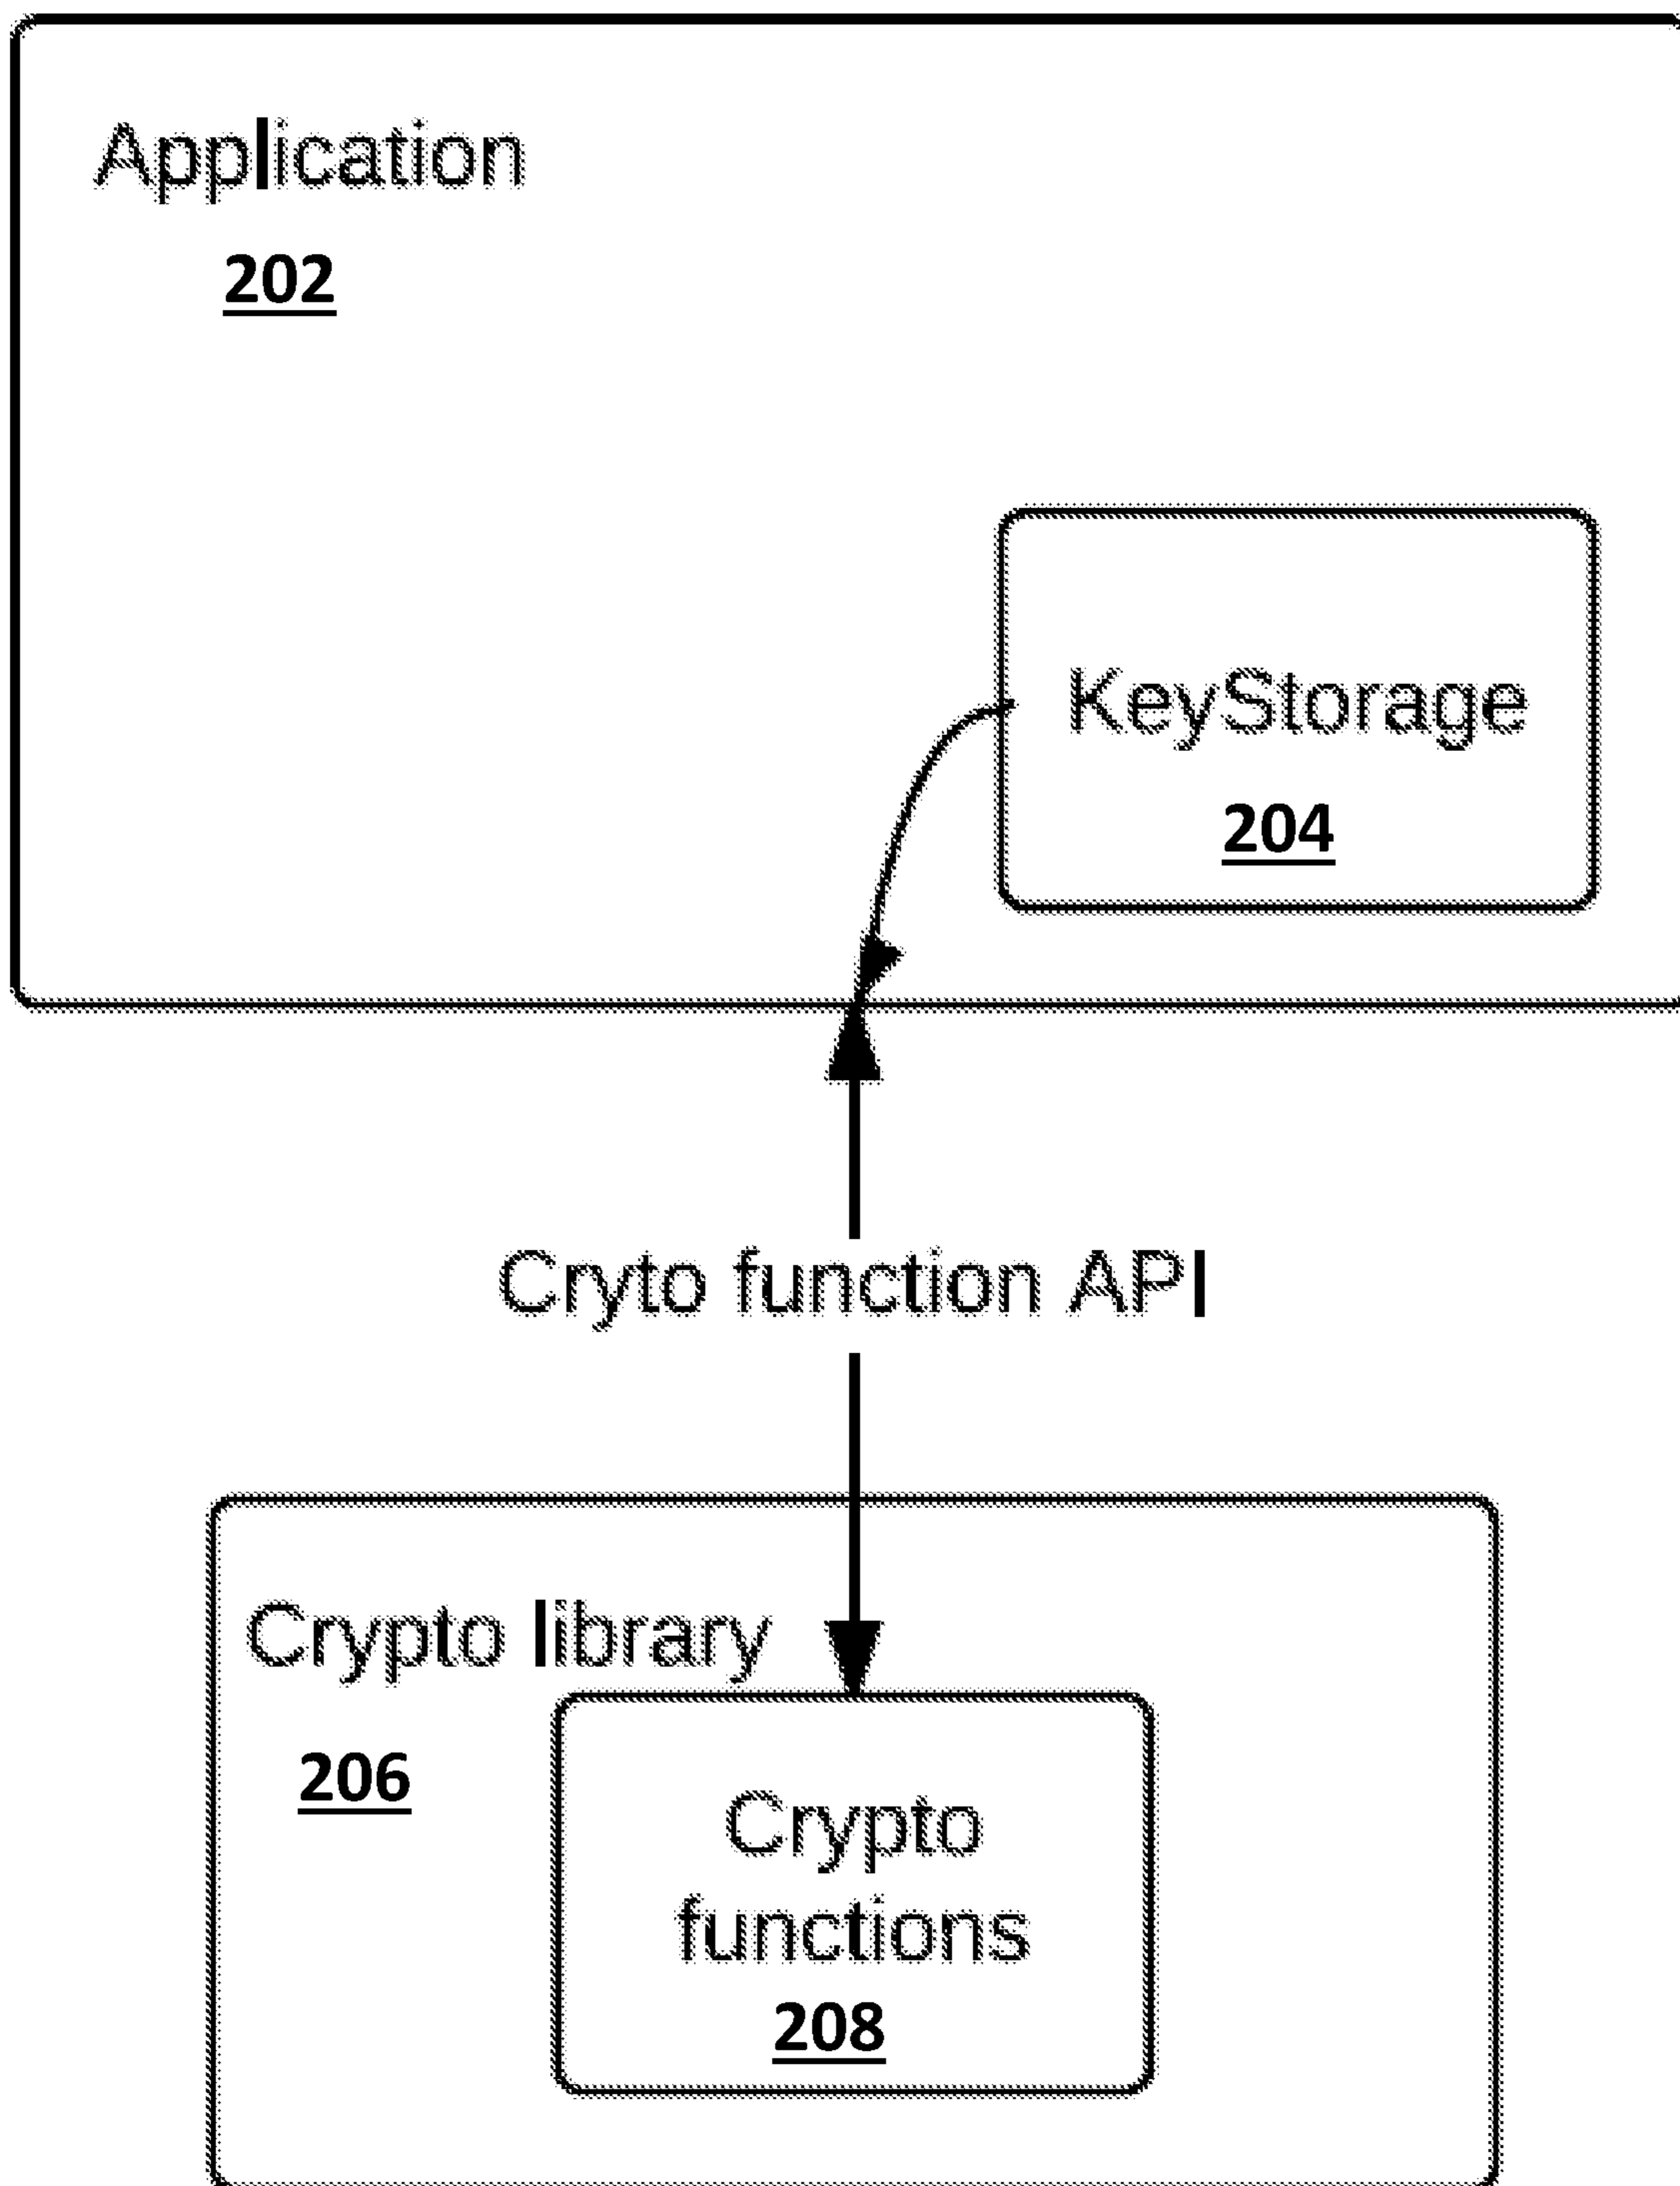 Application
202
KeyStorage
204
Cryto function API
Crypto library
206
Crypto
functions
208